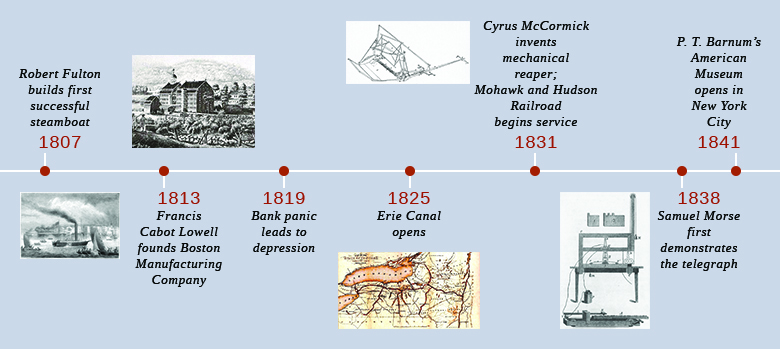 Robert Fulton
builds first
successful
steamboat
1807
1813
Francis
Cabot Lowell
founds Boston
Manufacturing
Company
1819
Bank panic
leads to
depression
1825
Erie Canal
opens
Cyrus McCormick
invents
mechanical
reaper;
Mohawk and Hudson
Railroad
begins service
1831
1838
Samuel Morse
first
demonstrates
the telegraph
P. T. Barnum’s
American
Museum
opens in
New York
City
1841